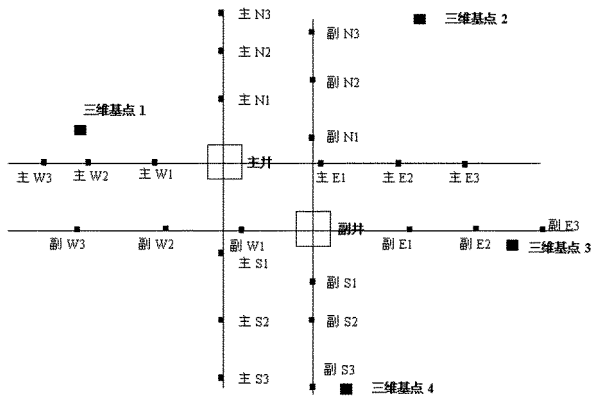 主 N3
三维基点 2
副 N3
主 N2
副 N2
主 N1
三维基点 1
副 N1
主井
主 W3
主 W2
主 W1
主 E1
主 E2
主 E3
副井
副 E3
副 W3
副 W2
副 W1
副 E1
副 E2
三维基点 3
主 S1
副 S1
主 S2
副 S2
副 S3
主 S3
三维基点 4